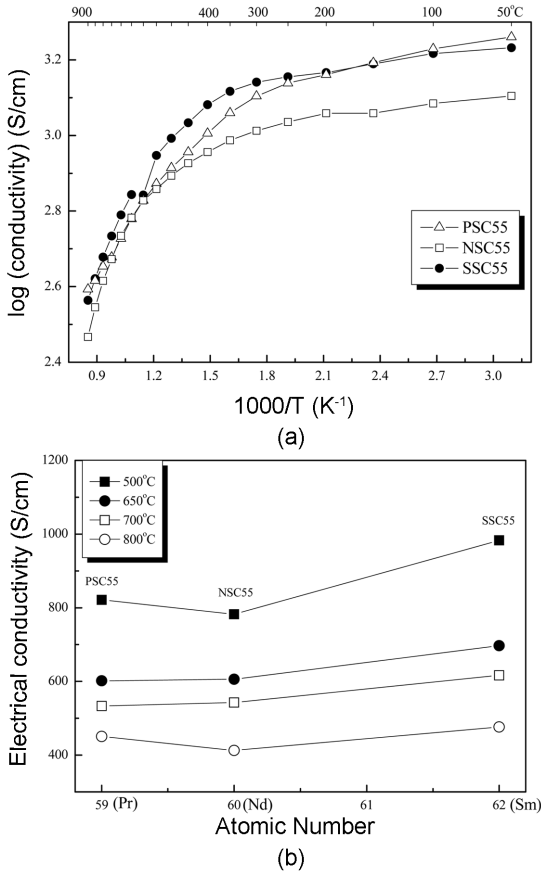 (a)
900 400 300 200 100 50°C
3.2
3.0
2.8
2.6
2.4
log (conductivity) (S/cm)
PSC55
NSC55
SSC55
0.9 1.2 1.5 1.8 2.1 2.4 2.7 3.0
1000/T (K-1)
(a)
1200
1000
800
600
400
Electrical conductivity (S/cm)
500°C
650°C
700°C
800°C
PSC55
NSC55
SSC55
59 (Pr) 60 (Nd) 61 62 (Sm)
Atomic Number
(b)